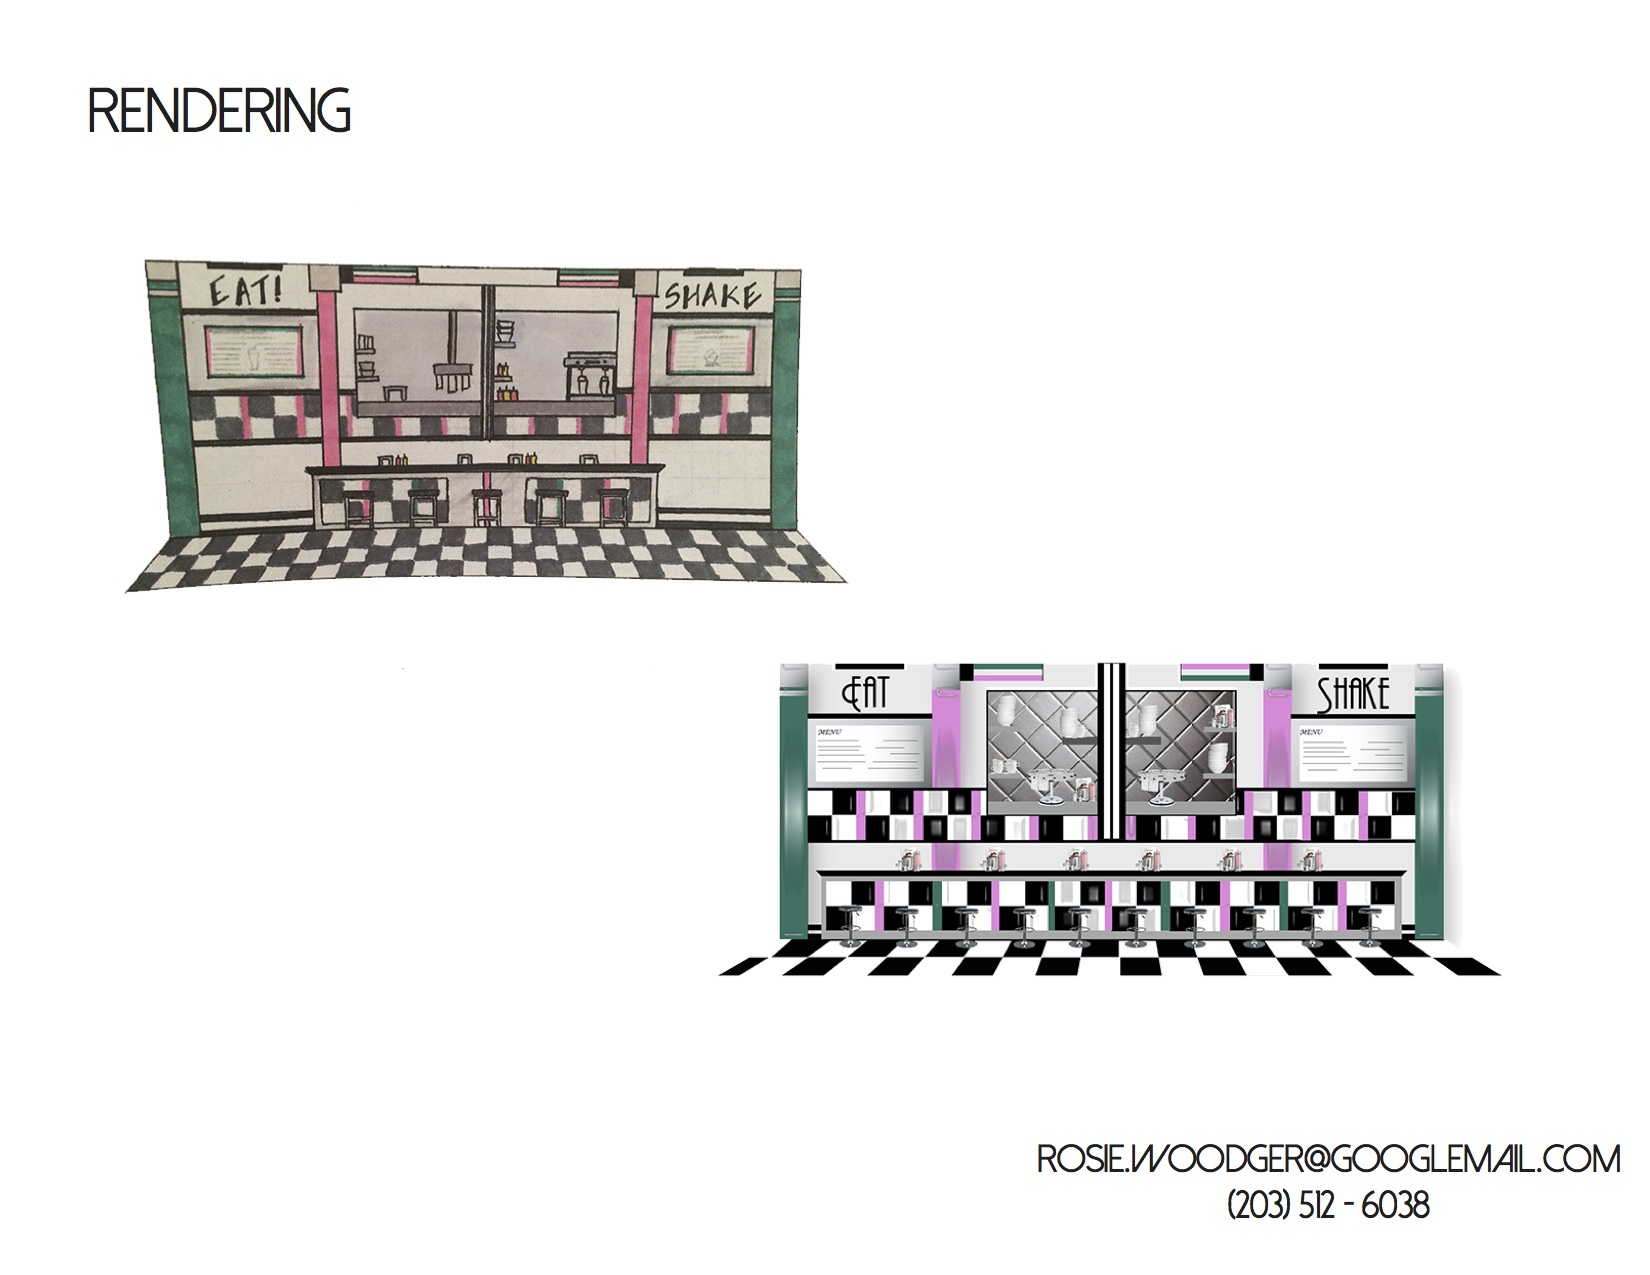 RENDERING
EAT!
SHAKE
EAT
SHAKE
MENU
MENU
ROSIE.WOODGER@GOOGLEMAIL.COM
(203) 512 - 6038